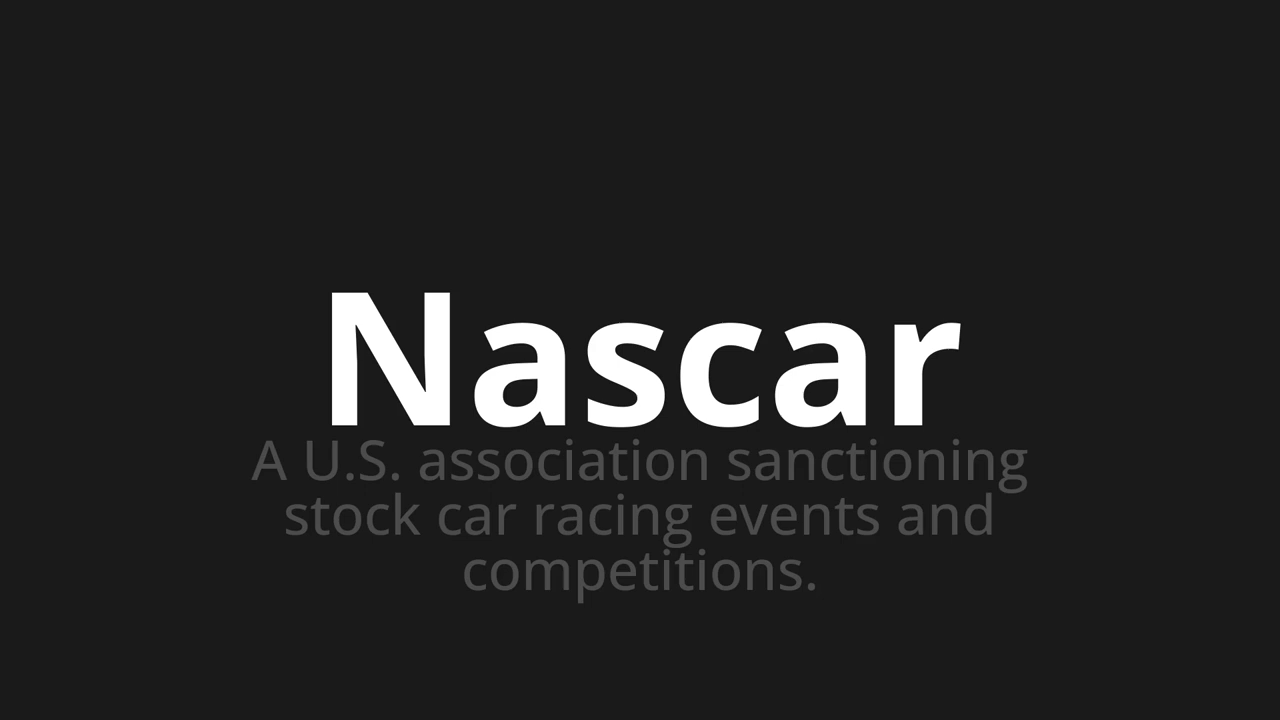 Nascar
A U.S. association sanctioning
stock car racing events and
competitions.